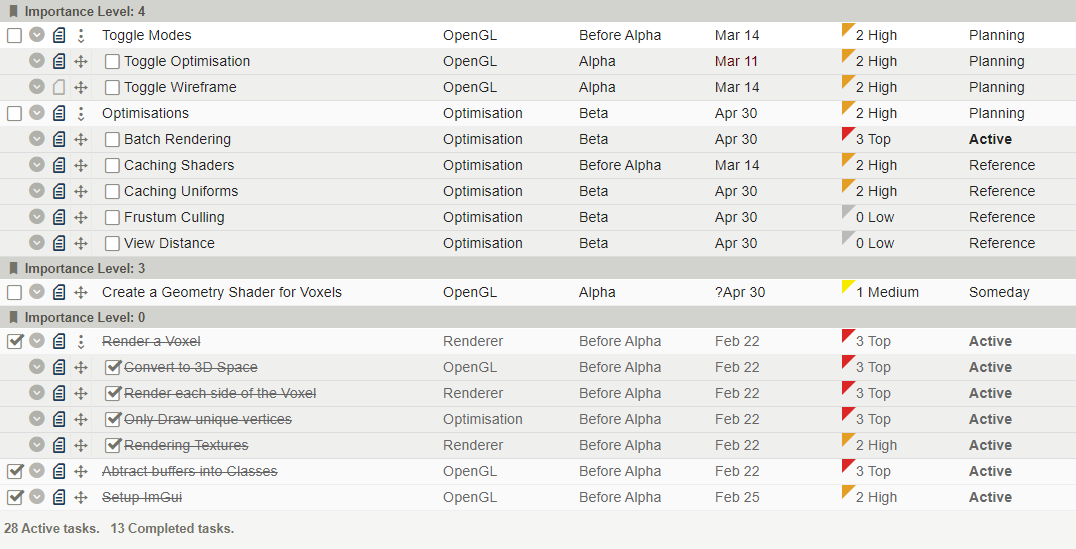 Importance Level: 4
Toggle Modes OpenGL Before Alpha Mar 14 2 High Planning
Toggle Optimisation OpenGL Alpha Mar 11 2 High Planning
Toggle Wireframe OpenGL Alpha Mar 14 2 High Planning
Optimisations Optimisation Beta Apr 30 2 High Planning
Batch Rendering Optimisation Beta Apr 30 3 Top Active
Caching Shaders Optimisation Before Alpha Mar 14 2 High Reference
Caching Uniforms Optimisation Beta Apr 30 2 High Reference
Frustum Culling Optimisation Beta Apr 30 0 Low Reference
View Distance Optimisation Beta Apr 30 0 Low Reference
Importance Level: 3
Create a Geometry Shader for Voxels OpenGL Alpha ?Apr 30 1 Medium Someday
Importance Level: 0
Render a Voxel Renderer Before Alpha Feb 22 3 Top Active
Convert to 3D Space OpenGL Before Alpha Feb 22 3 Top Active
Render each side of the Voxel Renderer Before Alpha Feb 22 3 Top Active
Only Draw unique vertices Optimisation Before Alpha Feb 22 3 Top Active
Rendering Textures Renderer Before Alpha Feb 22 2 High Active
Abtract buffers into Classes OpenGL Before Alpha Feb 22 3 Top Active
Setup ImGui OpenGL Before Alpha Feb 25 2 High Active
28 Active tasks. 13 Completed tasks.